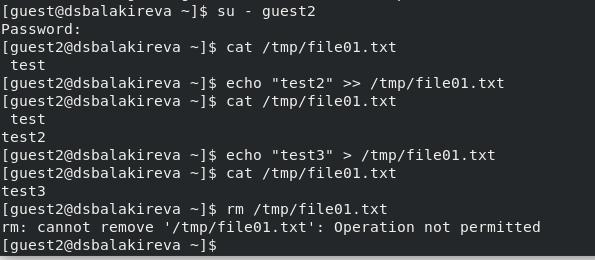 [guest@dsbalakireva ~]$ su - guest2
Password:
[guest2@dsbalakireva ~]$ cat /tmp/file01.txt
 test
[guest2@dsbalakireva ~]$ echo "test2" >> /tmp/file01.txt
[guest2@dsbalakireva ~]$ cat /tmp/file01.txt
 test
test2
[guest2@dsbalakireva ~]$ echo "test3" > /tmp/file01.txt
[guest2@dsbalakireva ~]$ cat /tmp/file01.txt
test3
[guest2@dsbalakireva ~]$ rm /tmp/file01.txt
rm: cannot remove '/tmp/file01.txt': Operation not permitted
[guest2@dsbalakireva ~]$